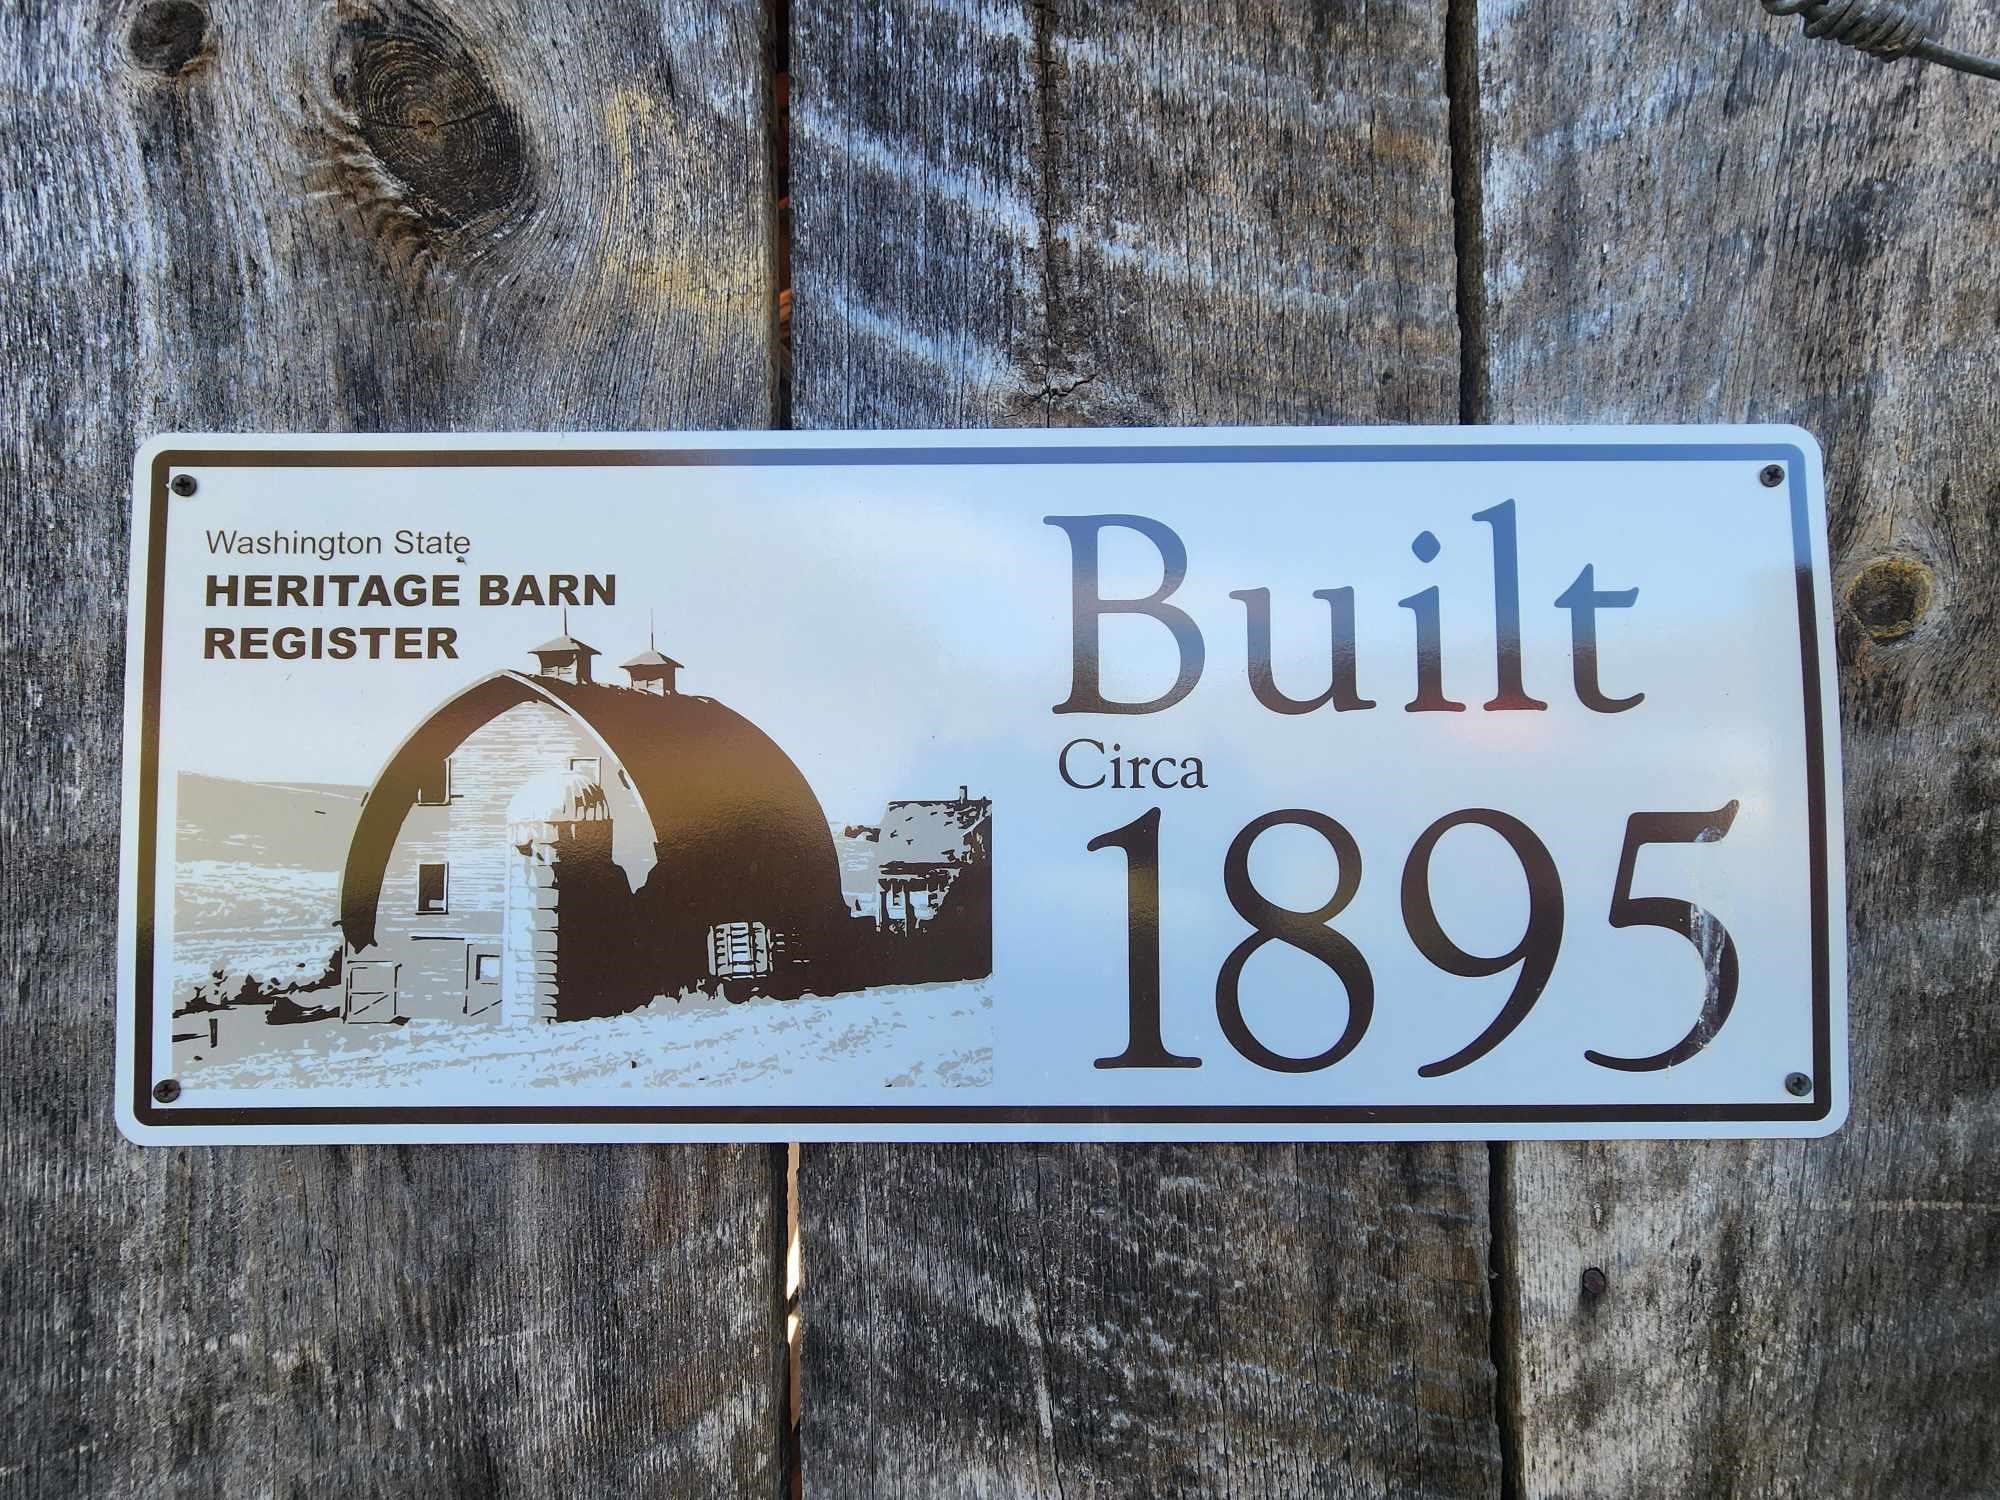 Washington State
HERITAGE BARN
REGISTER
Built
Circa
1895